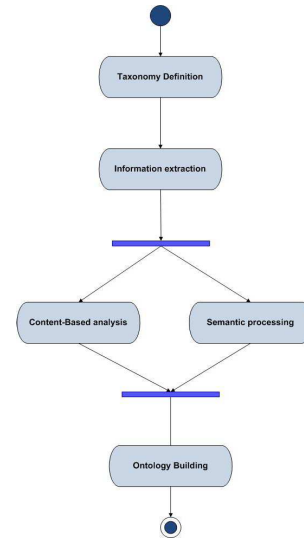 Taxonomy Definition
Information extraction
Content-Based analysis
Semantic processing
Ontology Building